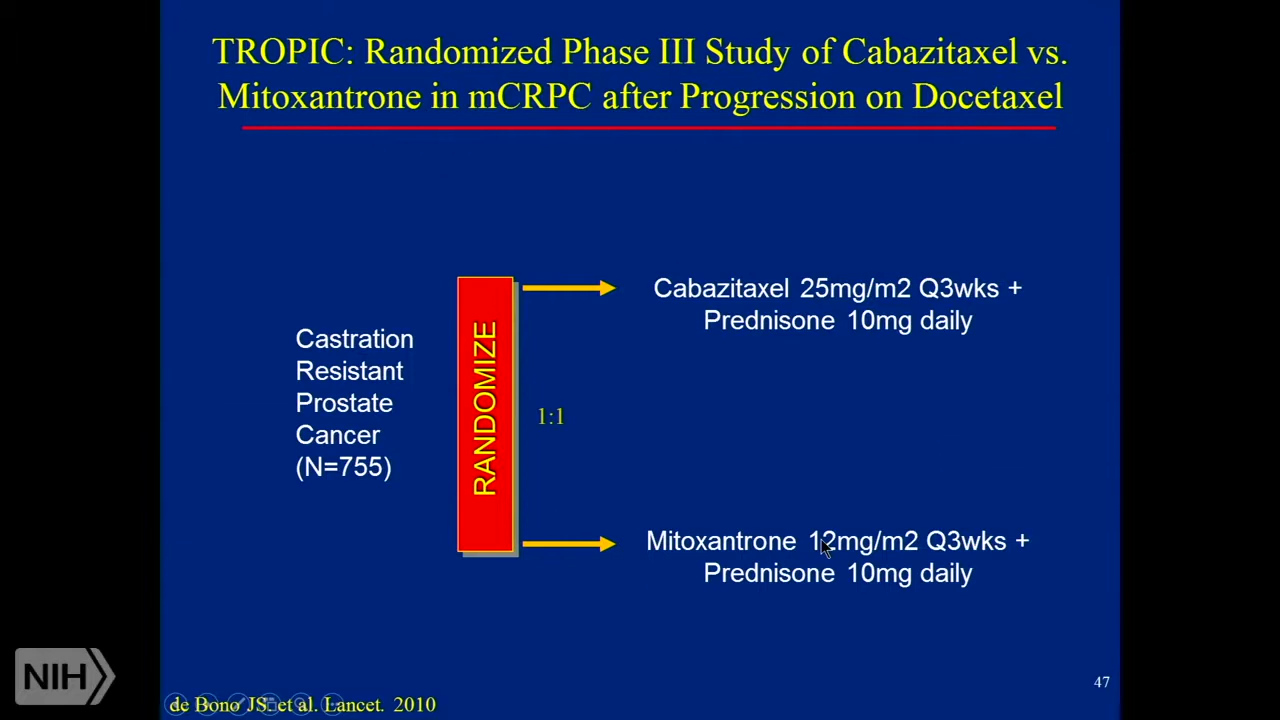 TROPIC: Randomized Phase III Study of Cabazitaxel vs.
Mitoxantrone in mCRPC after Progression on Docetaxel
Cabazitaxel 25mg/m2 Q3wks +
Prednisone 10mg daily
Castration
Resistant
Prostate
Cancer
(N=755)
RANDOMIZE
1:1
Mitoxantrone 12mg/m2 Q3wks +
Prednisone 10mg daily
NIH
47
de Bono JS. et al. Lancet. 2010